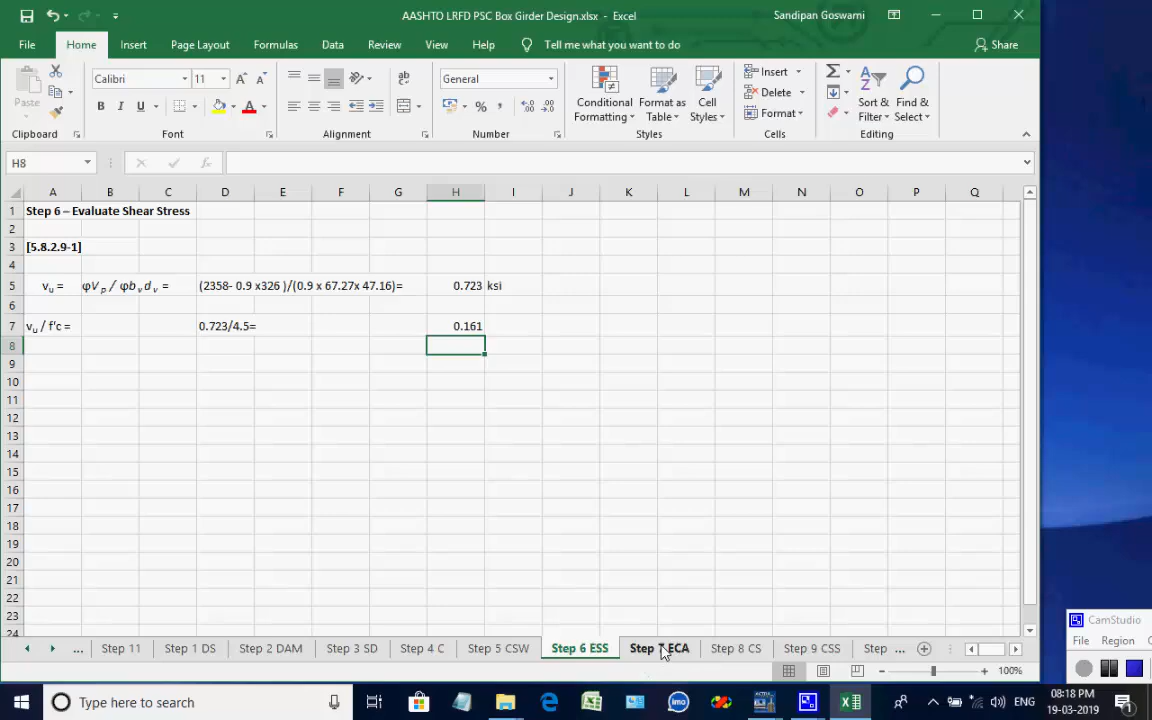 AASHTO LRFD PSC Box Girder Design.xlsx - Excel
Sandipan Goswami
File Home Insert Page Layout Formulas Data Review View Help Tell me what you want to do Share
Paste
Calibri 11
General
Conditional Formatting
Format as Table
Cell Styles
Insert
Delete
Format
Sort & Filter
Find & Select
Clipboard Font Alignment Number Styles Cells Editing
H8
fx
A B C D E F G H I J K L M N O P Q
1 Step 6 – Evaluate Shear Stress
2
3 [5.8.2.9-1]
4
5 vu = φVp / φbvdv = (2358- 0.9 x326 )/(0.9 x 67.27x 47.16)= 0.723 ksi
6
7 vu / f'c = 0.723/4.5= 0.161
8
9
10
11
12
13
14
15
16
17
18
19
20
21
22
23
24
... Step 11 Step 1 DS Step 2 DAM Step 3 SD Step 4 C Step 5 CSW Step 6 ESS Step 7 ECA Step 8 CS Step 9 CSS Step ...
100%
CamStudio
File Region
Type here to search
ENG
08:18 PM
19-03-2019
1